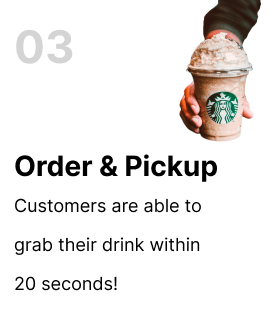 03
Order & Pickup
Customers are able to
grab their drink within
20 seconds!